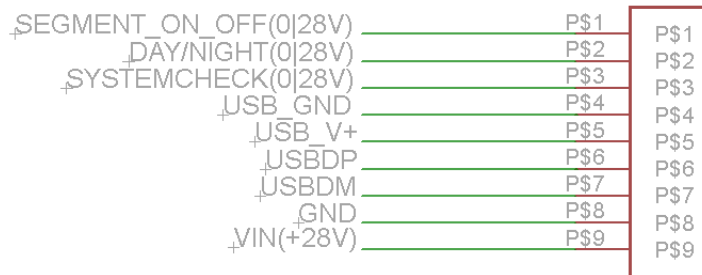 SEGMENT_ON_OFF(0|28V) P$1 P$1
DAY/NIGHT(0|28V) P$2 P$2
SYSTEMCHECK(0|28V) P$3 P$3
USB_GND P$4 P$4
USB_V+ P$5 P$5
USBDP P$6 P$6
USBDM P$7 P$7
GND P$8 P$8
VIN(+28V) P$9 P$9